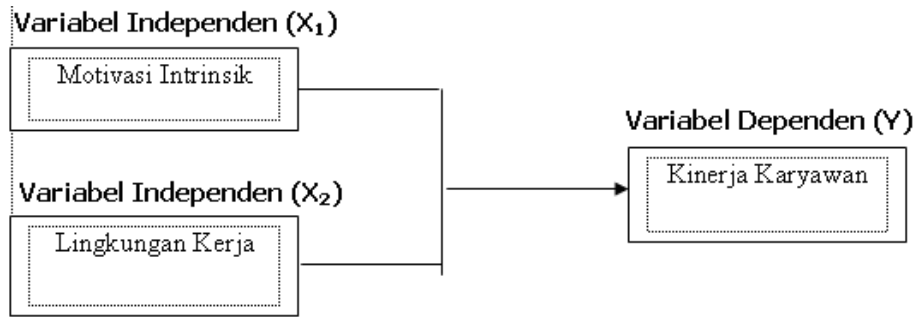 Variabel Independen (X₁)
Motivasi Intrinsik
Variabel Dependen (Y)
Kinerja Karyawan
Variabel Independen (X₂)
Lingkungan Kerja